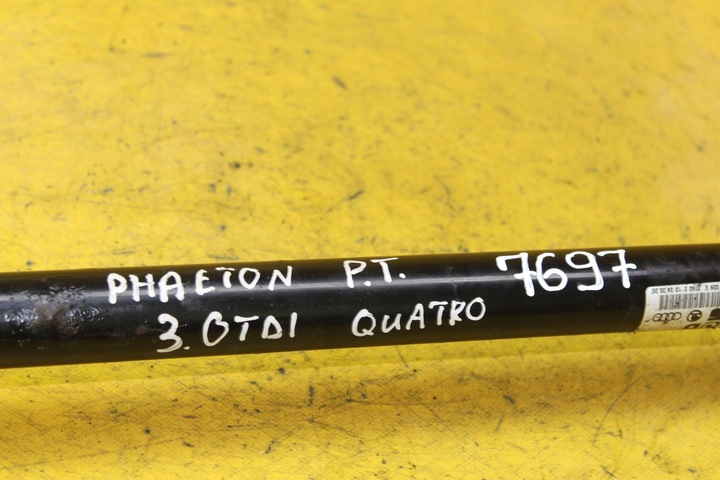 PHAETON P.T. 7697
3.0TDI QUATRO